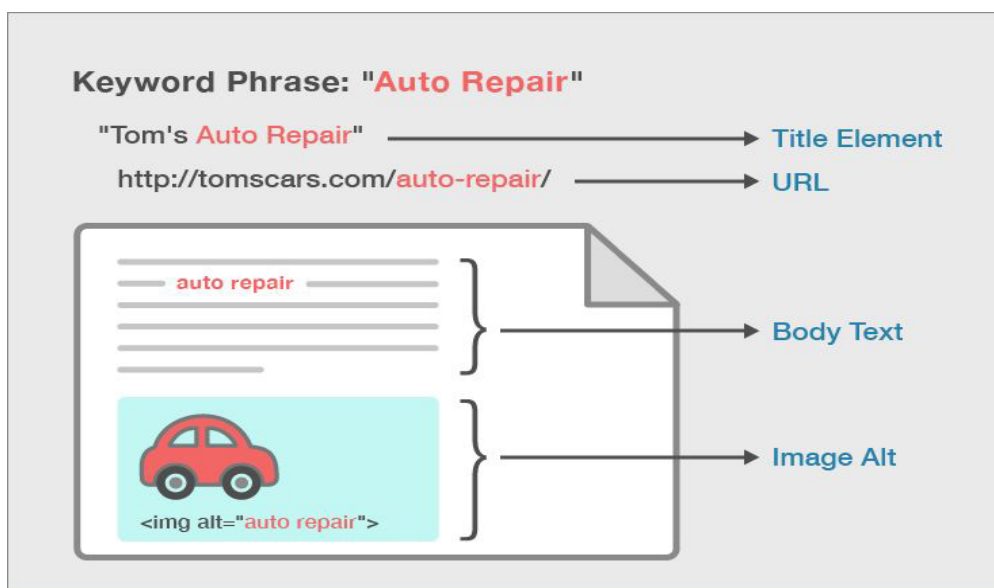 Keyword Phrase: "Auto Repair"
"Tom's Auto Repair"
Title Element
http://tomscars.com/auto-repair/
URL
auto repair
Body Text
<img alt="auto repair">
Image Alt